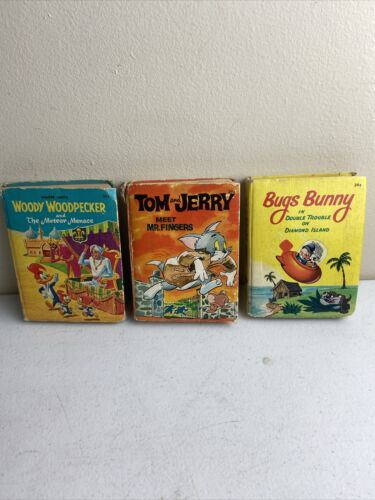 WOODY WOODPECKER
and
The Meteor Menace
TOM and JERRY
MEET
MR. FINGERS
Bugs Bunny
IN
DOUBLE TROUBLE
ON
DIAMOND ISLAND